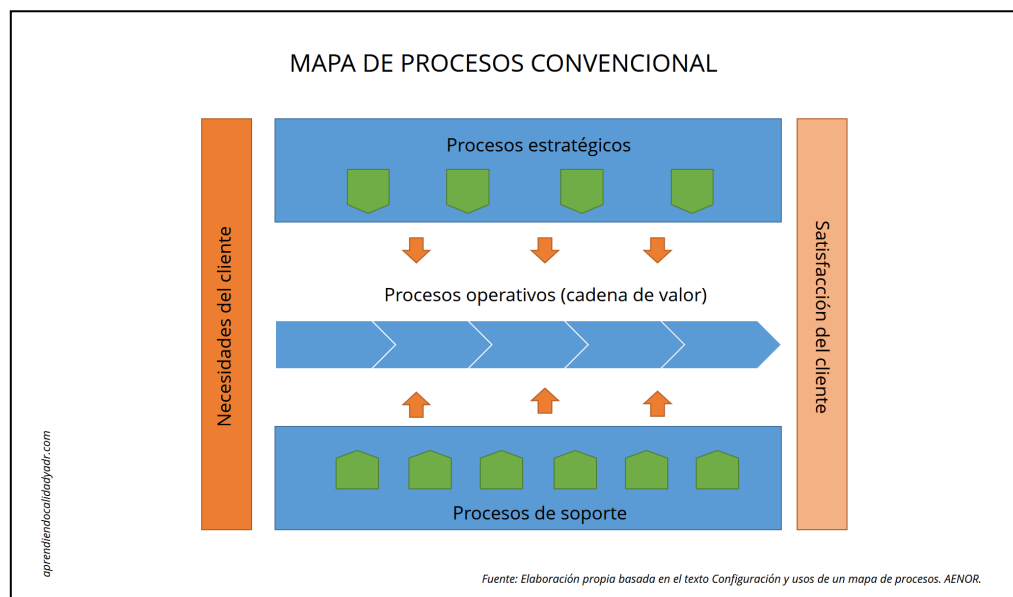 MAPA DE PROCESOS CONVENCIONAL
Necesidades del cliente
Procesos estratégicos
Procesos operativos (cadena de valor)
Procesos de soporte
Satisfacción del cliente
aprendiendocalidadyadr.com
Fuente: Elaboración propia basada en el texto Configuración y usos de un mapa de procesos. AENOR.